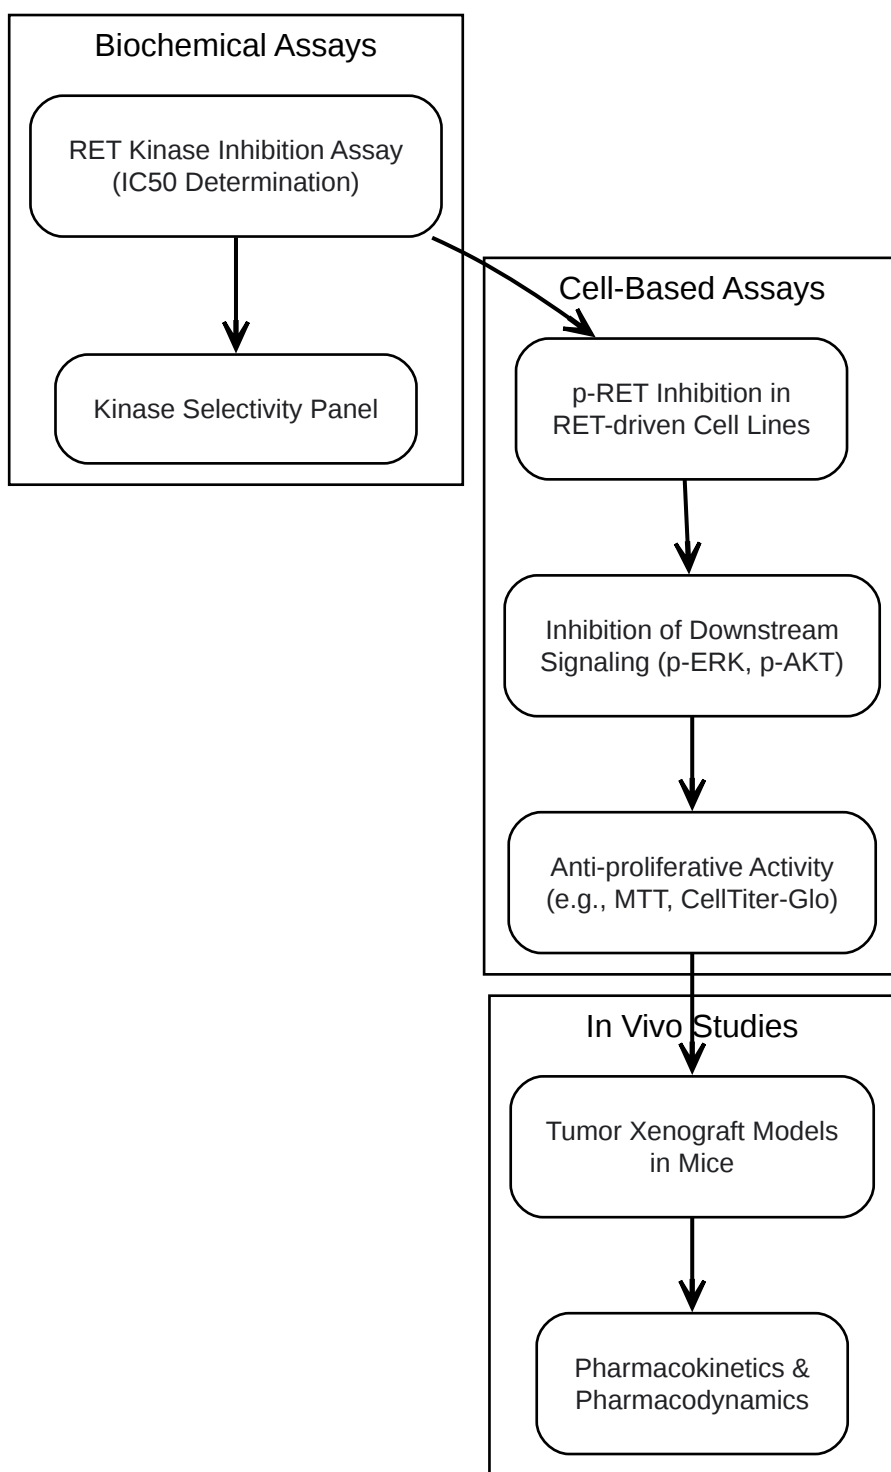 Biochemical Assays
RET Kinase Inhibition Assay
(IC50 Determination)
Kinase Selectivity Panel
Cell-Based Assays
p-RET Inhibition in
RET-driven Cell Lines
Inhibition of Downstream
Signaling (p-ERK, p-AKT)
Anti-proliferative Activity
(e.g., MTT, CellTiter-Glo)
In Vivo Studies
Tumor Xenograft Models
in Mice
Pharmacokinetics &
Pharmacodynamics